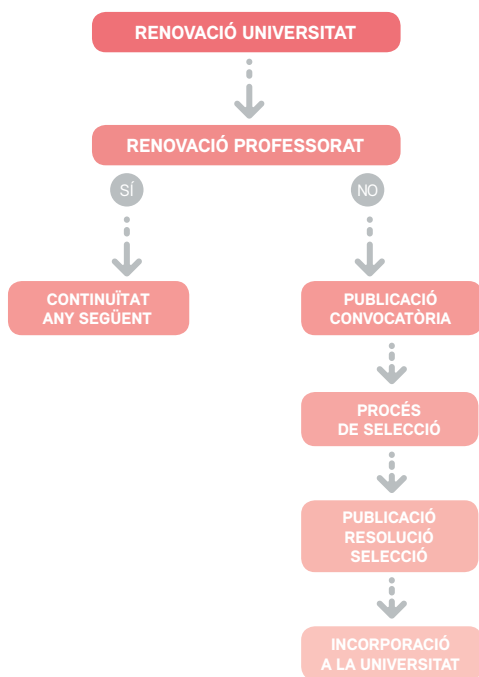 RENOVACIÓ UNIVERSITAT
RENOVACIÓ PROFESSORAT
SÍ
NO
CONTINUÏTAT
ANY SEGÜENT
PUBLICACIÓ
CONVOCATÒRIA
PROCÉS
DE SELECCIÓ
PUBLICACIÓ
RESOLUCIÓ
SELECCIÓ
INCORPORACIÓ
A LA UNIVERSITAT